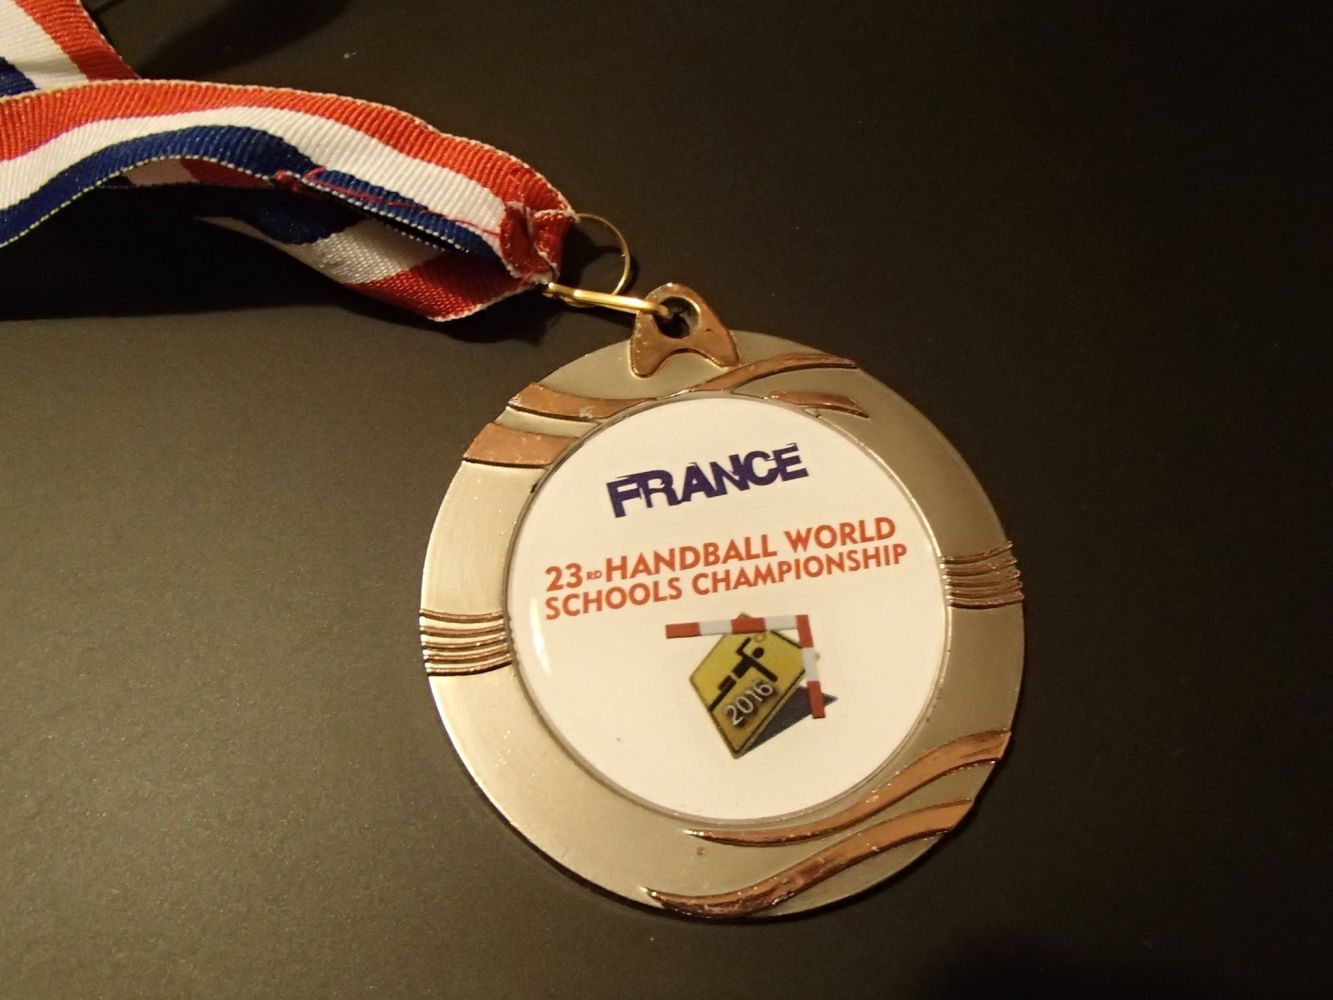 FRANCE
23RD HANDBALL WORLD
SCHOOLS CHAMPIONSHIP
2016